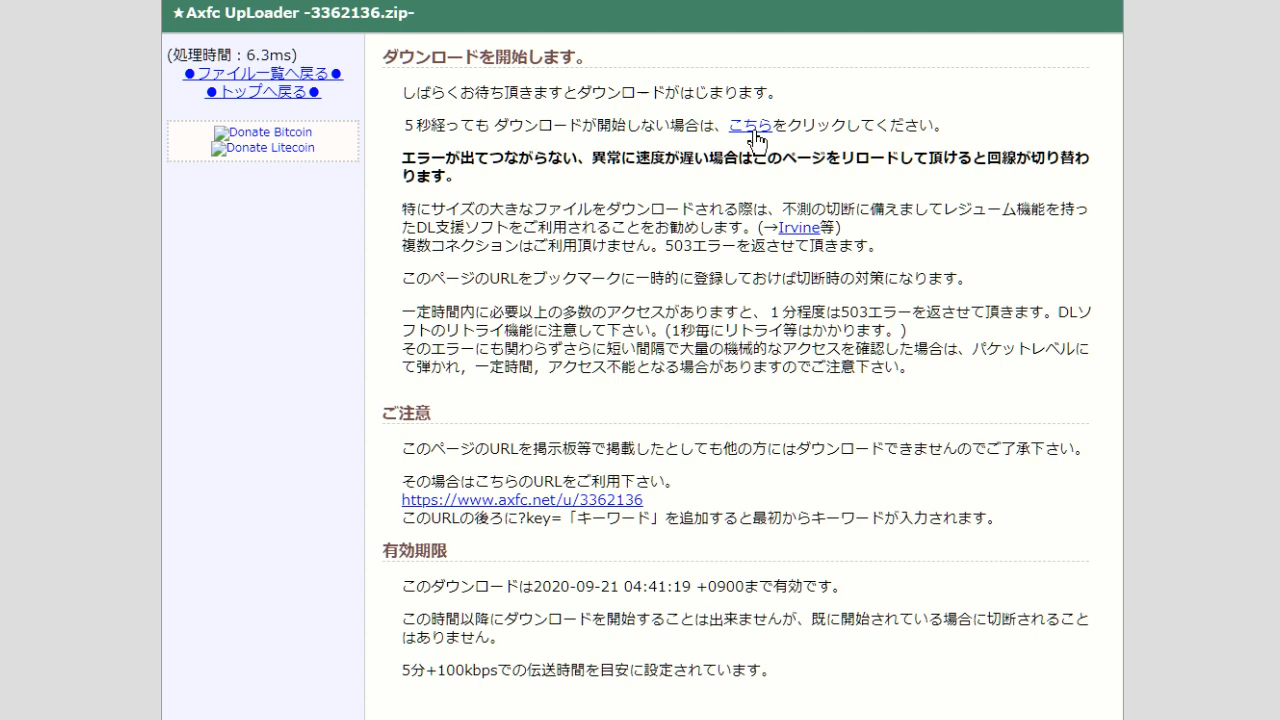 ★Axfc UpLoader -3362136.zip-
(処理時間：6.3ms)
●ファイル一覧へ戻る●
●トップへ戻る●
Donate Bitcoin
Donate Litecoin
ダウンロードを開始します。
しばらくお待ち頂きますとダウンロードがはじまります。
５秒経っても ダウンロードが開始しない場合は、こちらをクリックしてください。
エラーが出てつながらない、異常に速度が遅い場合はこのページをリロードして頂けると回線が切り替わ
ります。
特にサイズの大きなファイルをダウンロードされる際は、不測の切断に備えましてレジューム機能を持っ
たDL支援ソフトをご利用されることをお勧めします。(→Irvine等)
複数コネクションはご利用頂けません。503エラーを返させて頂きます。
このページのURLをブックマークに一時的に登録しておけば切断時の対策になります。
一定時間内に必要以上の多数のアクセスがありますと、１分程度は503エラーを返させて頂きます。DLソ
フトのリトライ機能に注意して下さい。(1秒毎にリトライ等はかかります。)
そのエラーにも関わらずさらに短い間隔で大量の機械的なアクセスを確認した場合は、パケットレベルに
て弾かれ，一定時間，アクセス不能となる場合がありますのでご注意下さい。
ご注意
このページのURLを掲示板等で掲載したとしても他の方にはダウンロードできませんのでご了承下さい。
その場合はこちらのURLをご利用下さい。
https://www.axfc.net/u/3362136
このURLの後ろに?key=「キーワード」を追加すると最初からキーワードが入力されます。
有効期限
このダウンロードは2020-09-21 04:41:19 +0900まで有効です。
この時間以降にダウンロードを開始することは出来ませんが、既に開始されている場合に切断されること
はありません。
5分+100kbpsでの伝送時間を目安に設定されています。